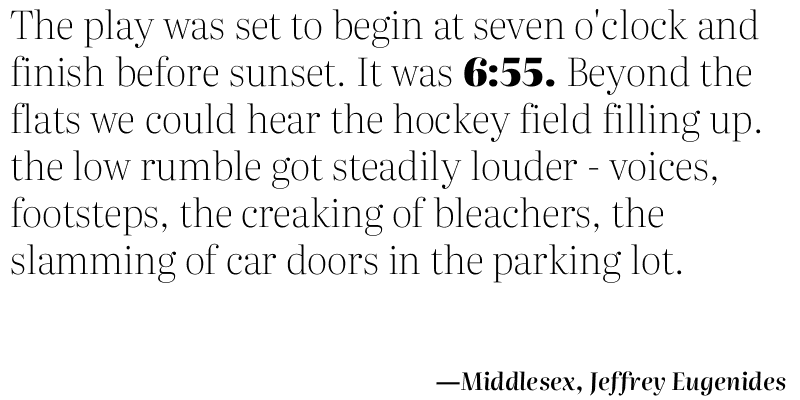 The play was set to begin at seven o'clock and
finish before sunset. It was 6:55. Beyond the
flats we could hear the hockey field filling up.
the low rumble got steadily louder - voices,
footsteps, the creaking of bleachers, the
slamming of car doors in the parking lot.
—Middlesex, Jeffrey Eugenides